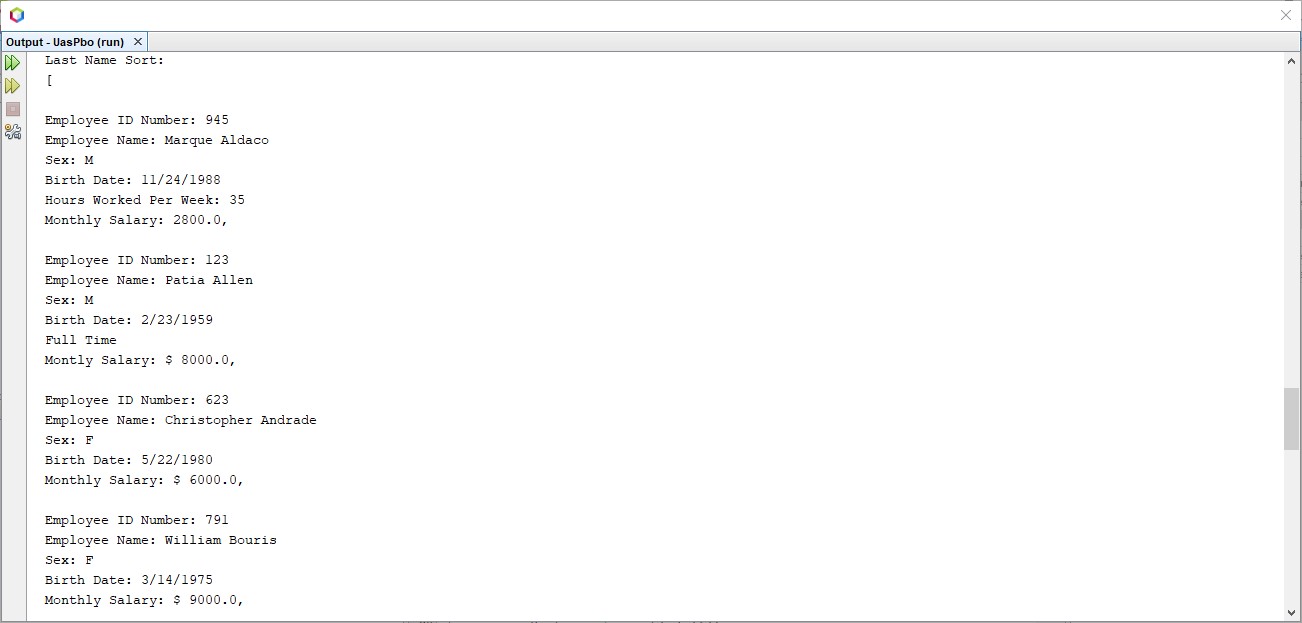 Output - UasPbo (run)
Last Name Sort:
[
Employee ID Number: 945
Employee Name: Marque Aldaco
Sex: M
Birth Date: 11/24/1988
Hours Worked Per Week: 35
Monthly Salary: 2800.0,
Employee ID Number: 123
Employee Name: Patia Allen
Sex: M
Birth Date: 2/23/1959
Full Time
Montly Salary: $ 8000.0,
Employee ID Number: 623
Employee Name: Christopher Andrade
Sex: F
Birth Date: 5/22/1980
Monthly Salary: $ 6000.0,
Employee ID Number: 791
Employee Name: William Bouris
Sex: F
Birth Date: 3/14/1975
Monthly Salary: $ 9000.0,